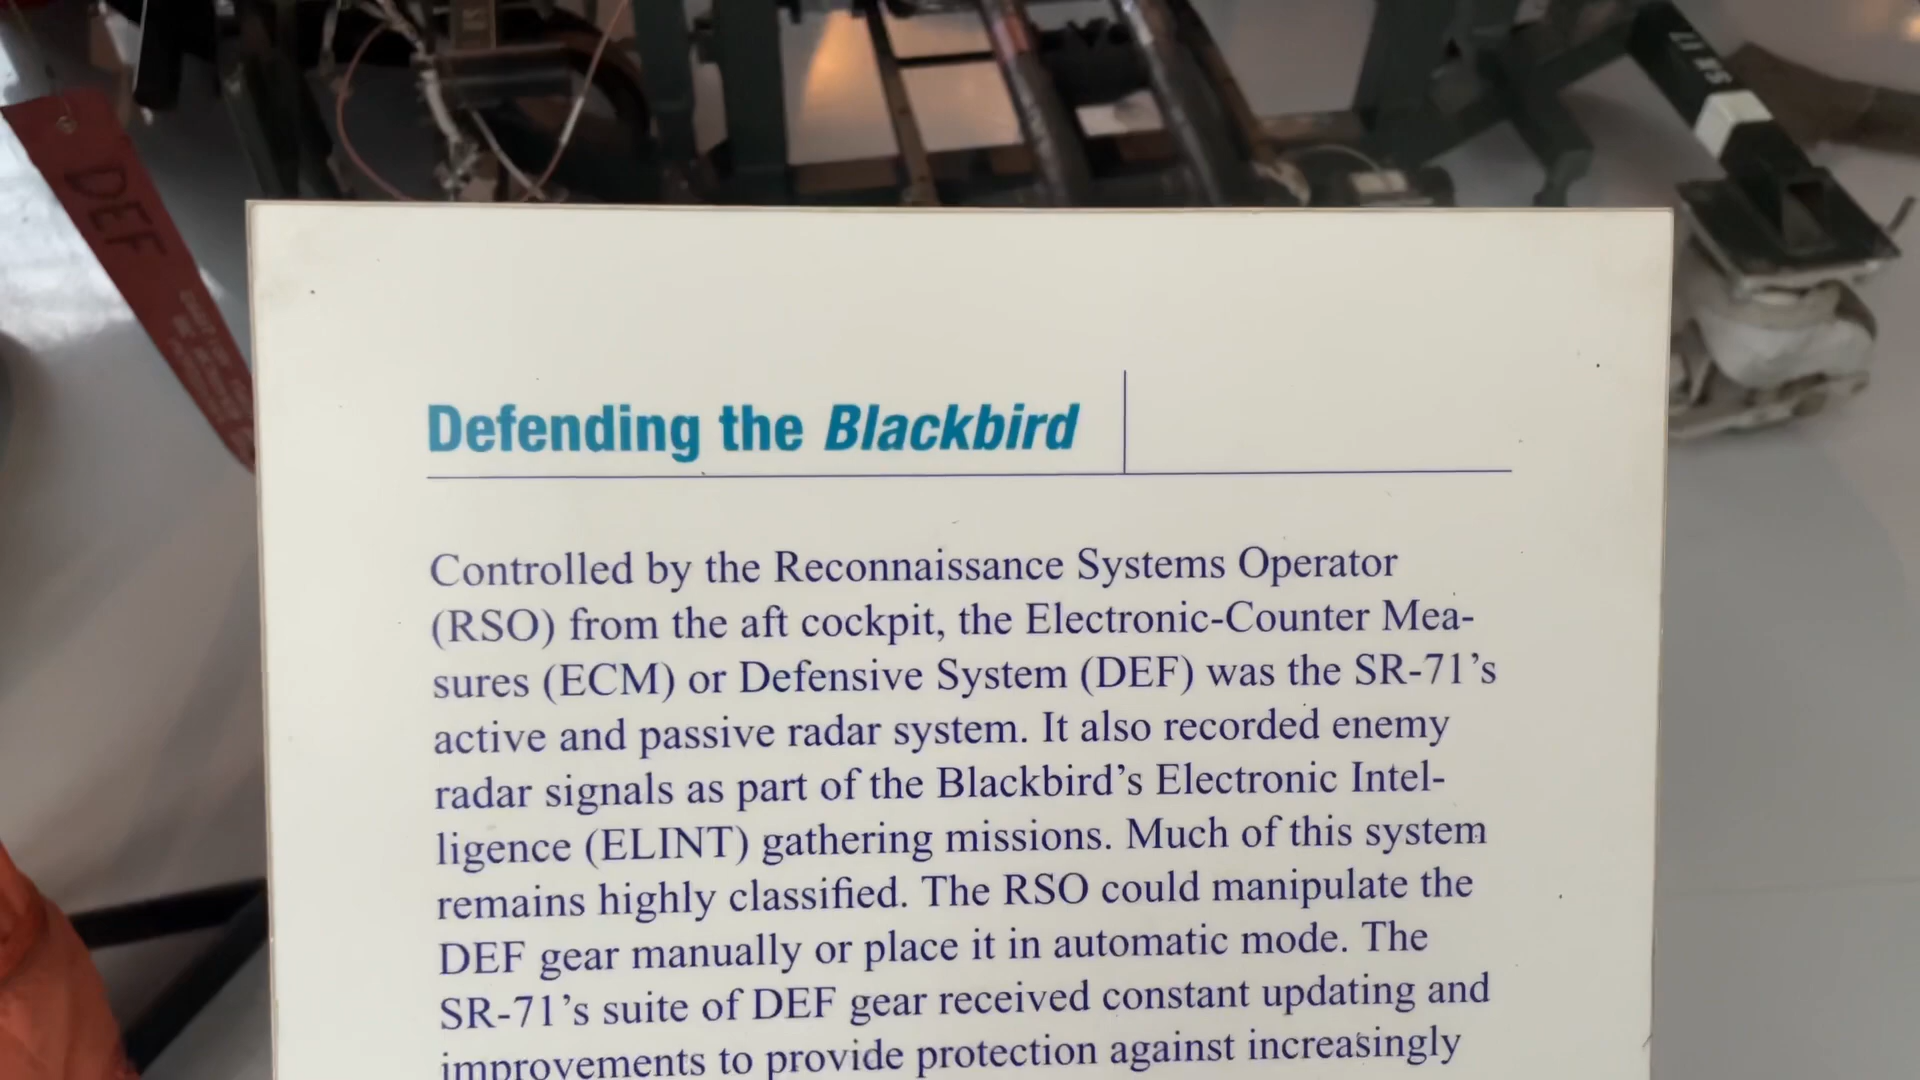 DEF
Defending the Blackbird
Controlled by the Reconnaissance Systems Operator
(RSO) from the aft cockpit, the Electronic-Counter Mea-
sures (ECM) or Defensive System (DEF) was the SR-71’s
active and passive radar system. It also recorded enemy
radar signals as part of the Blackbird’s Electronic Intel-
ligence (ELINT) gathering missions. Much of this system
remains highly classified. The RSO could manipulate the
DEF gear manually or place it in automatic mode. The
SR-71’s suite of DEF gear received constant updating and
improvements to provide protection against increasingly